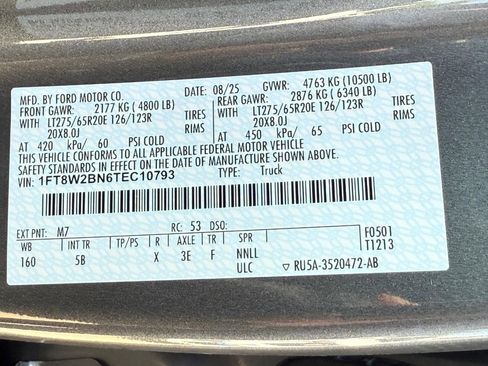 MFD. BY FORD MOTOR CO. 08/25 GVWR: 4763 KG (10500 LB)
FRONT GAWR: 2177 KG ( 4800 LB) REAR GAWR: 2876 KG ( 6340 LB)
WITH LT275/65R20E 126/123R TIRES WITH LT275/65R20E 126/123R TIRES
20X8.0J RIMS 20X8.0J RIMS
AT 420 kPa/ 60 PSI COLD AT 450 kPa/ 65 PSI COLD
THIS VEHICLE CONFORMS TO ALL APPLICABLE FEDERAL MOTOR VEHICLE
SAFETY STANDARDS IN EFFECT ON THE DATE OF MANUFACTURE SHOWN ABOVE.
VIN: 1FT8W2BN6TEC10793 TYPE: Truck
EXT PNT: M7 RC: 53 DSO: F0501
WB INT TR TP/PS R AXLE TR SPR T1213
160 5B X 3E F NNLL
ULC ▽ RU5A-3520472-AB